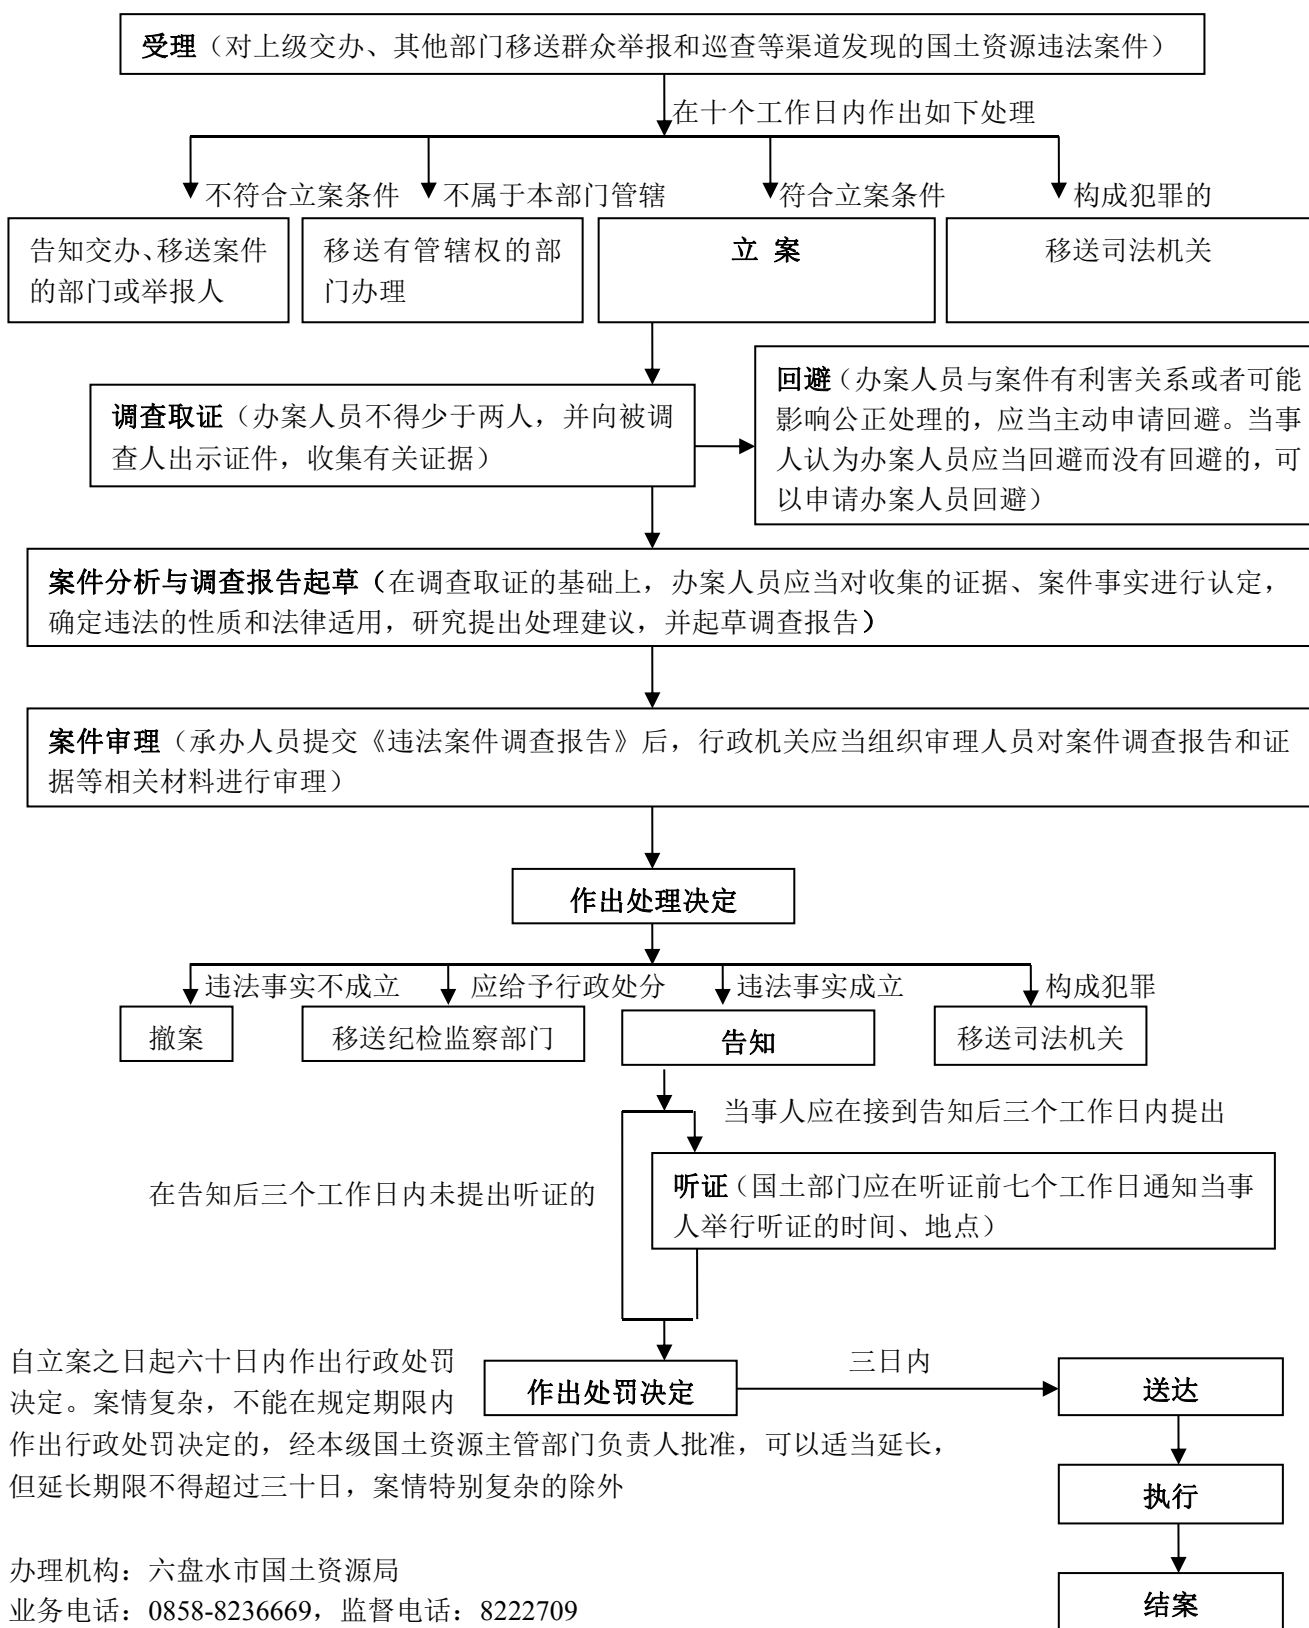 受理（对上级交办、其他部门移送群众举报和巡查等渠道发现的国土资源违法案件）
在十个工作日内作出如下处理
不符合立案条件
不属于本部门管辖
符合立案条件
构成犯罪的
告知交办、移送案件
的部门或举报人
移送有管辖权的部
门办理
立 案
移送司法机关
调查取证（办案人员不得少于两人，并向被调
查人出示证件，收集有关证据）
回避（办案人员与案件有利害关系或者可能
影响公正处理的，应当主动申请回避。当事
人认为办案人员应当回避而没有回避的，可
以申请办案人员回避）
案件分析与调查报告起草（在调查取证的基础上，办案人员应当对收集的证据、案件事实进行认定，
确定违法的性质和法律适用，研究提出处理建议，并起草调查报告）
案件审理（承办人员提交《违法案件调查报告》后，行政机关应当组织审理人员对案件调查报告和证
据等相关材料进行审理）
作出处理决定
违法事实不成立
应给予行政处分
违法事实成立
构成犯罪
撤案
移送纪检监察部门
告知
移送司法机关
当事人应在接到告知后三个工作日内提出
在告知后三个工作日内未提出听证的
听证（国土部门应在听证前七个工作日通知当事
人举行听证的时间、地点）
自立案之日起六十日内作出行政处罚
决定。案情复杂，不能在规定期限内
作出行政处罚决定的，经本级国土资源主管部门负责人批准，可以适当延长，
但延长期限不得超过三十日，案情特别复杂的除外
作出处罚决定
三日内
送达
执行
结案
办理机构：六盘水市国土资源局
业务电话：0858-8236669，监督电话：8222709